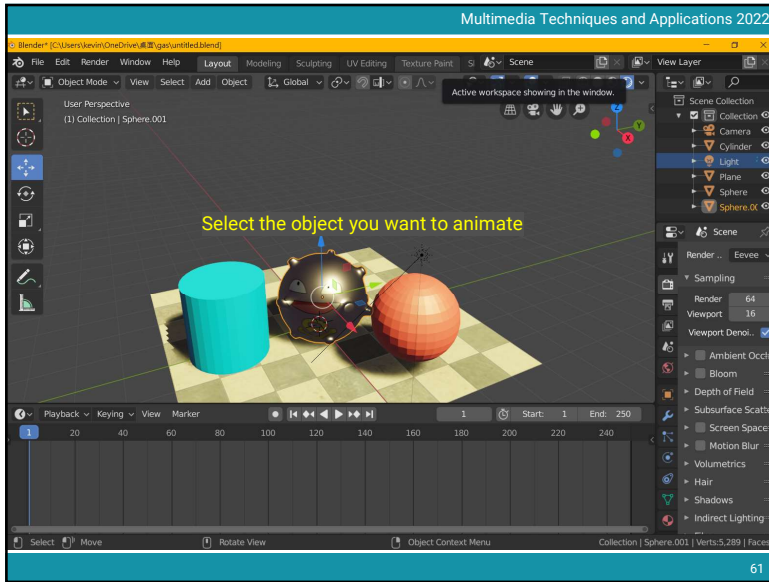 Multimedia Techniques and Applications 2022
Blender* [C:\Users\kevin\OneDrive\桌面\gas\untitled.blend]
File Edit Render Window Help Layout Modeling Sculpting UV Editing Texture Paint Scene View Layer
Object Mode View Select Add Object Global
Active workspace showing in the window.
User Perspective
(1) Collection | Sphere.001
Z
Y
X
Scene Collection
Collection
Camera
Cylinder
Light
Plane
Sphere
Sphere.00
Select the object you want to animate
Scene
Render .. Eevee
Sampling
Render 64
Viewport 16
Viewport Denoi..
Ambient Occl
Bloom
Depth of Field
Subsurface Scatt
Screen Space
Motion Blur
Volumetrics
Hair
Shadows
Indirect Lighting
Playback Keying View Marker 1 Start: 1 End: 250
1 20 40 60 80 100 120 140 160 180 200 220 240
Select Move Rotate View Object Context Menu Collection | Sphere.001 | Verts:5,289 | Faces
61